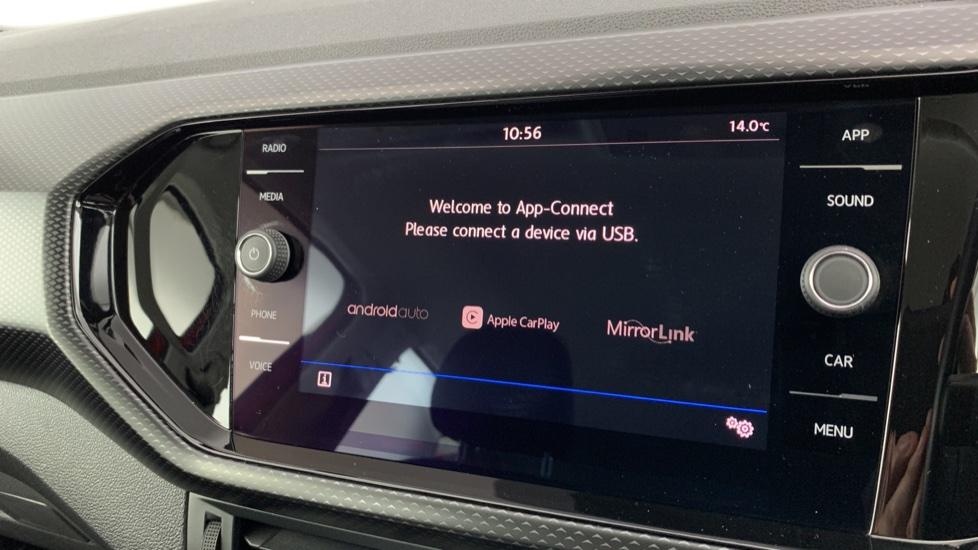 RADIO
MEDIA
PHONE
VOICE
10:56
14.0°C
Welcome to App-Connect
Please connect a device via USB.
androidauto
Apple CarPlay
MirrorLink
APP
SOUND
CAR
MENU